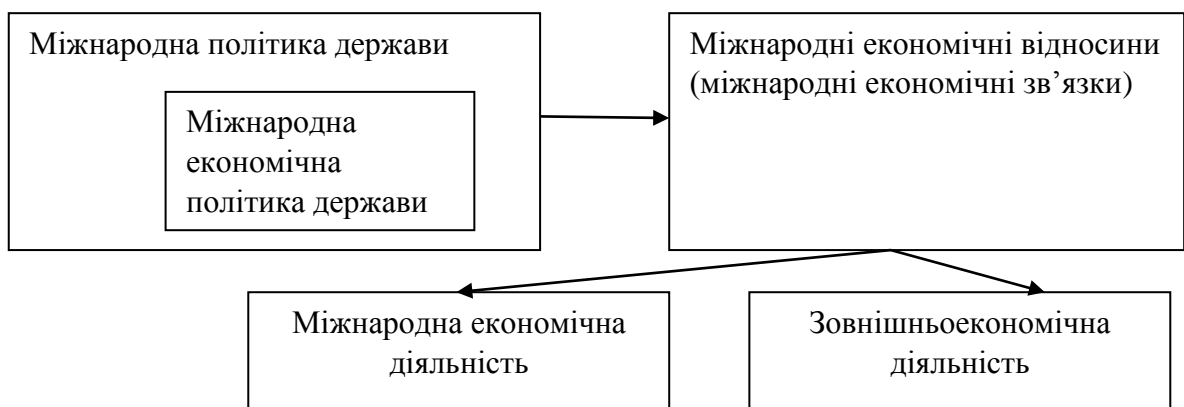 Міжнародна політика держави
Міжнародна
економічна
політика держави
Міжнародні економічні відносини
(міжнародні економічні зв’язки)
Міжнародна економічна
діяльність
Зовнішньоекономічна
діяльність